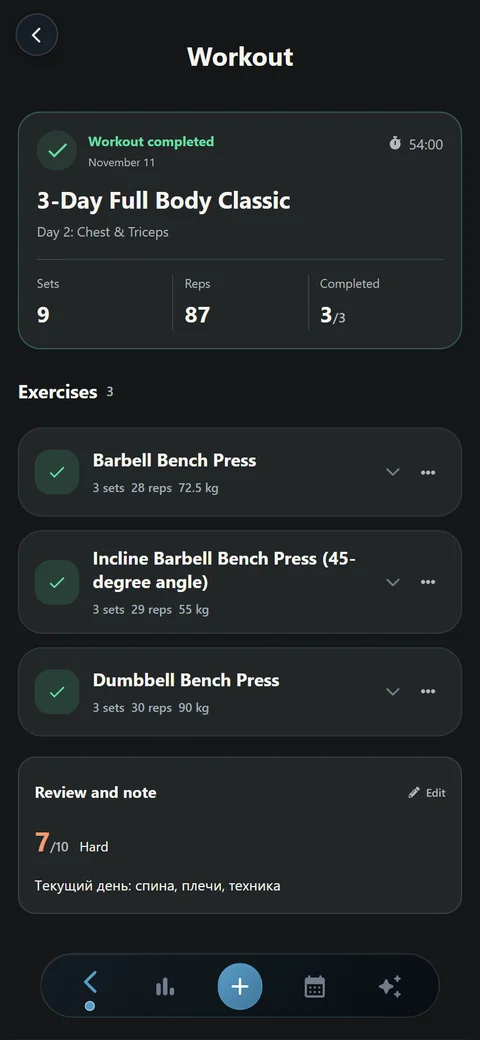 Workout
Workout completed
November 11
54:00
3-Day Full Body Classic
Day 2: Chest & Triceps
Sets
Reps
Completed
9
87
3/3
Exercises 3
Barbell Bench Press
3 sets 28 reps 72.5 kg
Incline Barbell Bench Press (45-
degree angle)
3 sets 29 reps 55 kg
Dumbbell Bench Press
3 sets 30 reps 90 kg
Review and note
Edit
7/10 Hard
Текущий день: спина, плечи, техника